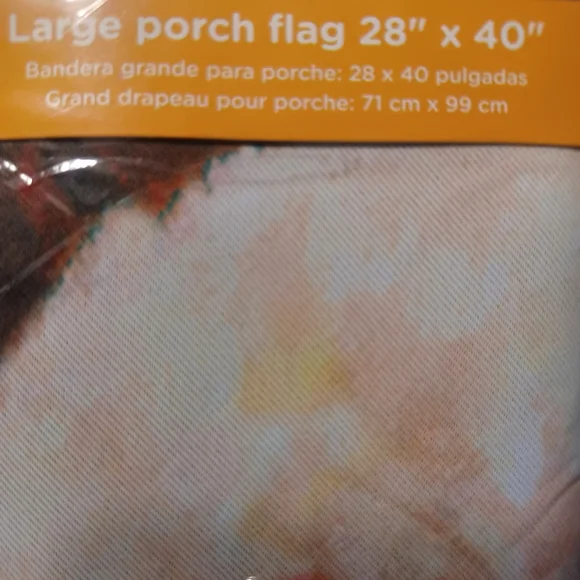 Large porch flag 28" x 40"
Bandera grande para porche: 28 x 40 pulgadas
Grand drapeau pour porche: 71 cm x 99 cm